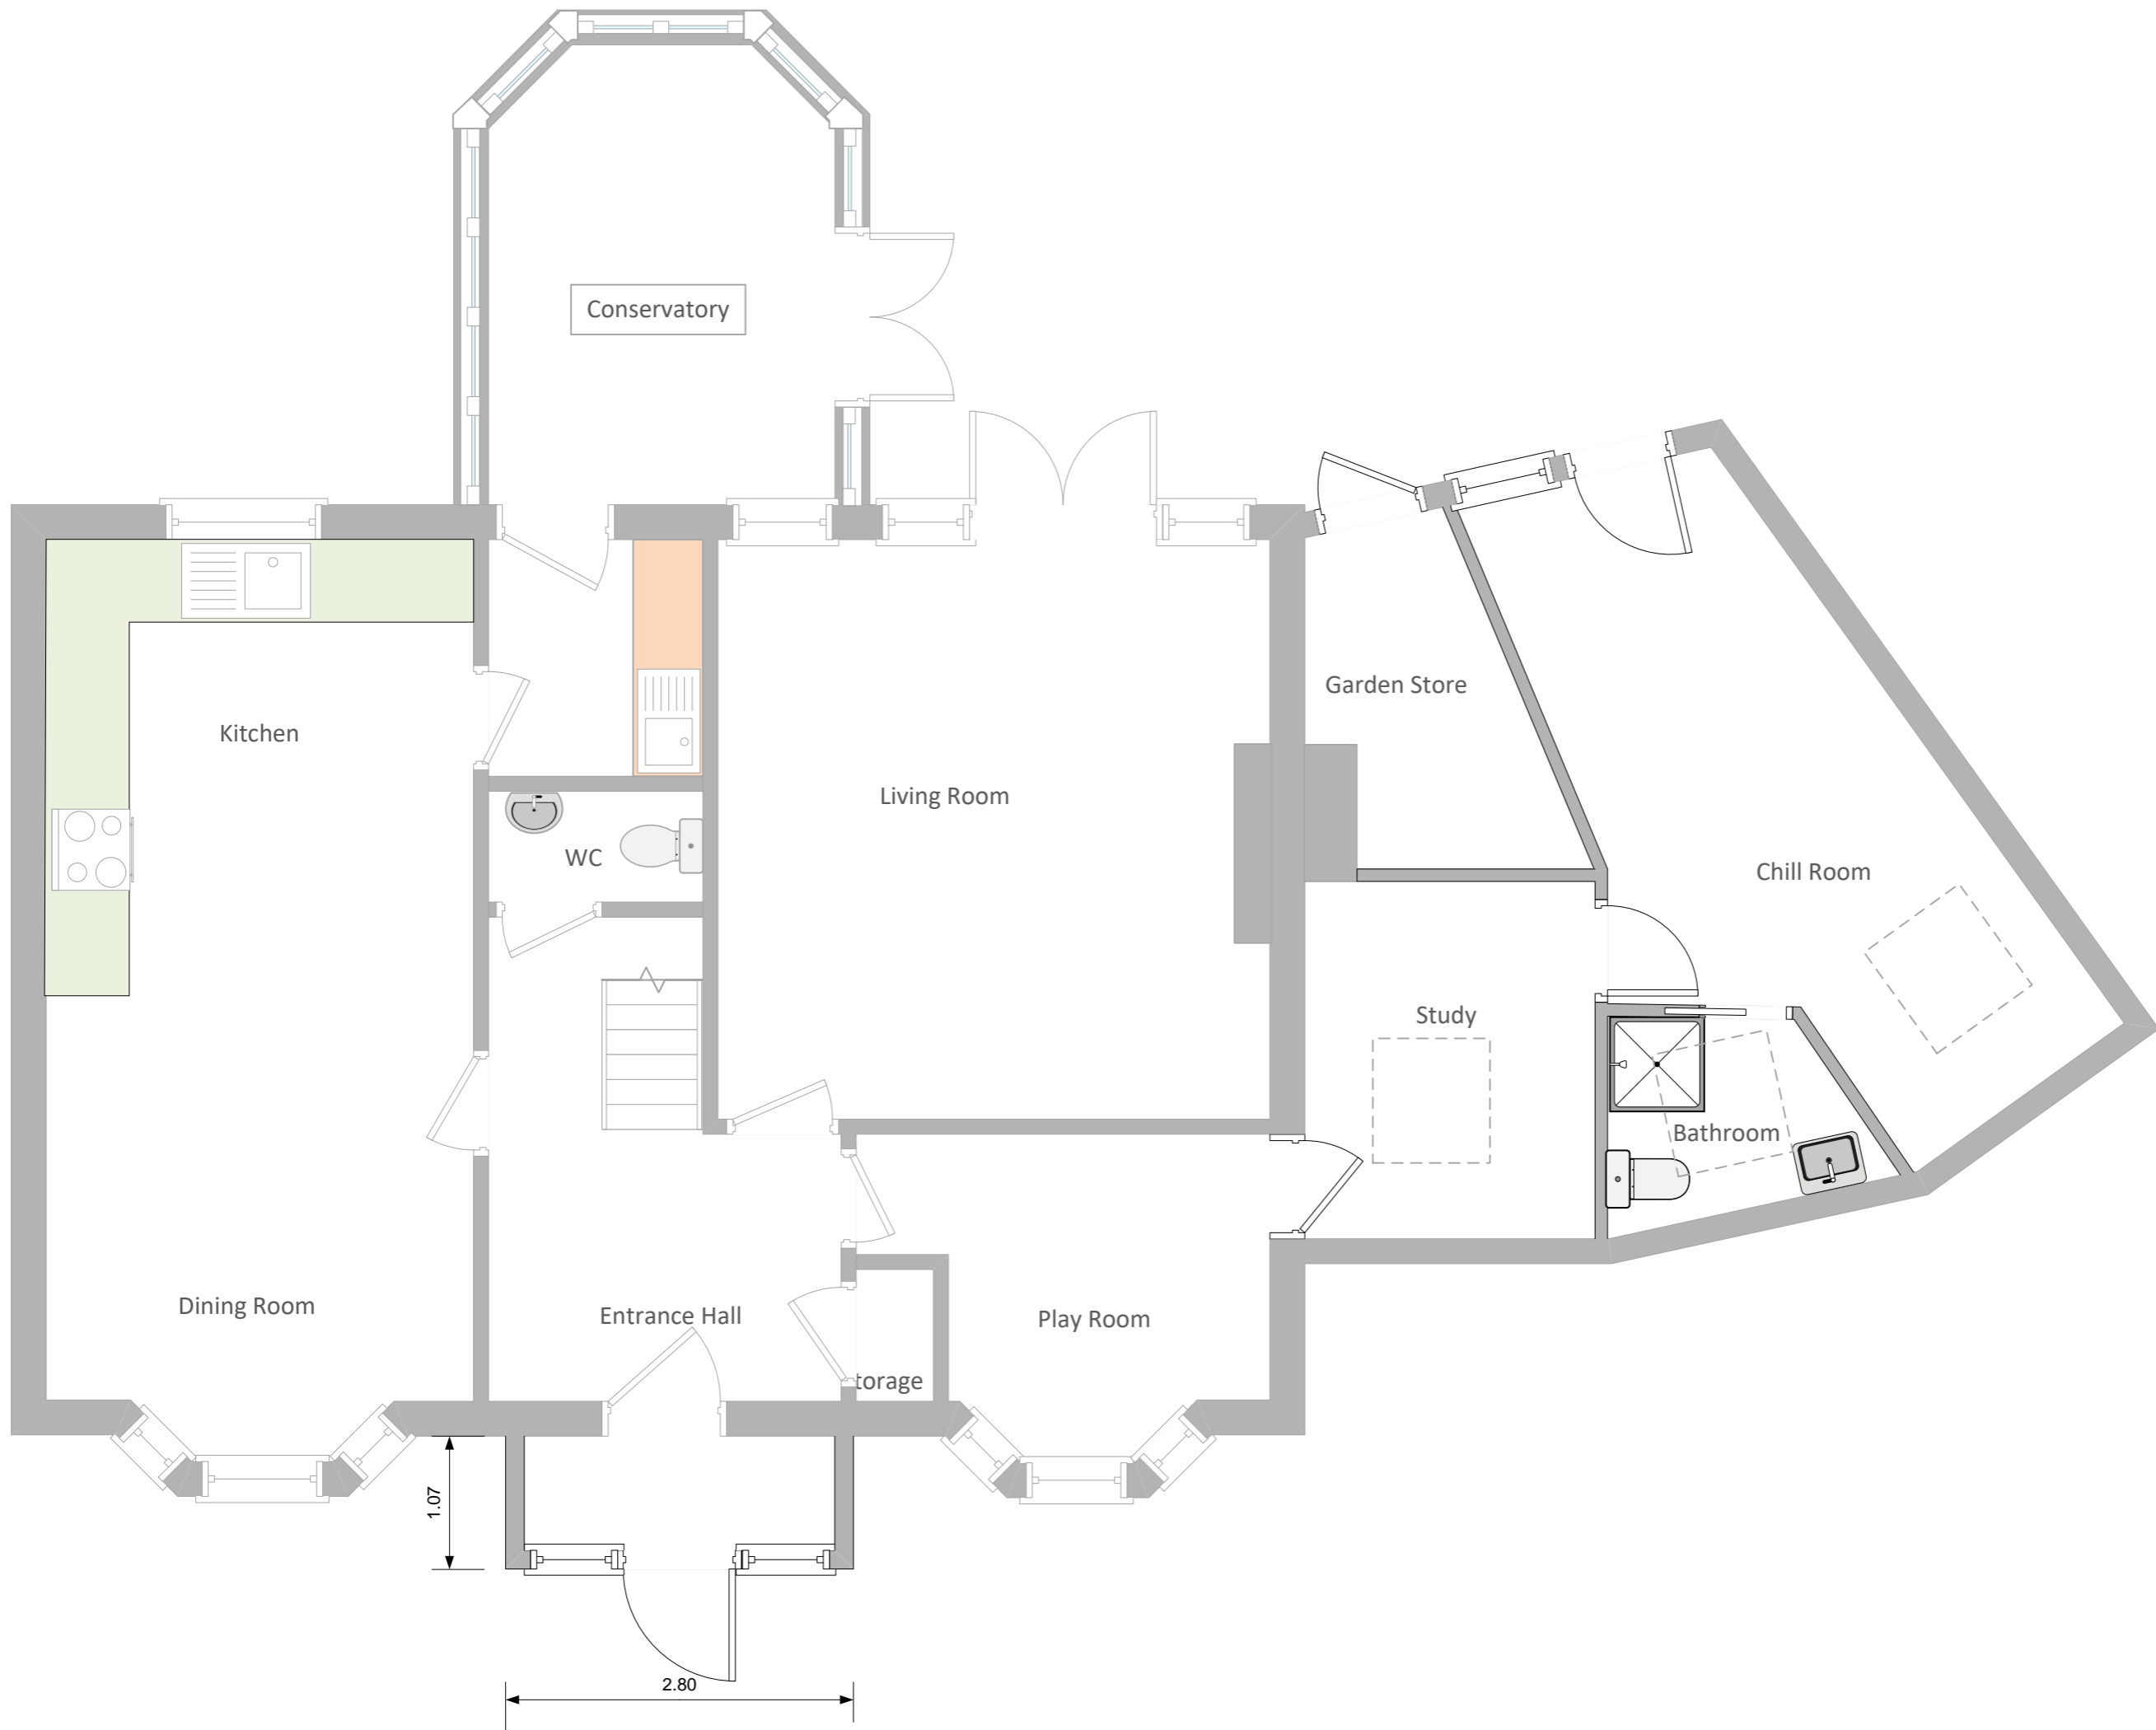 Conservatory
Garden Store
Kitchen
Living Room
WC
Chill Room
Study
Bathroom
Dining Room
Entrance Hall
Play Room
torage
1.07
2.80